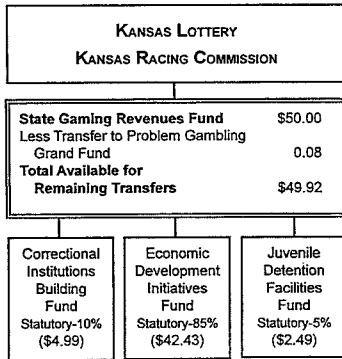 KANSAS LOTTERY
KANSAS RACING COMMISSION
State Gaming Revenues Fund $50.00
Less Transfer to Problem Gambling
Grand Fund 0.08
Total Available for
Remaining Transfers $49.92
Correctional
Institutions
Building
Fund
Statutory-10%
($4.99)
Economic
Development
Initiatives
Fund
Statutory-85%
($42.43)
Juvenile
Detention
Facilities
Fund
Statutory-5%
($2.49)